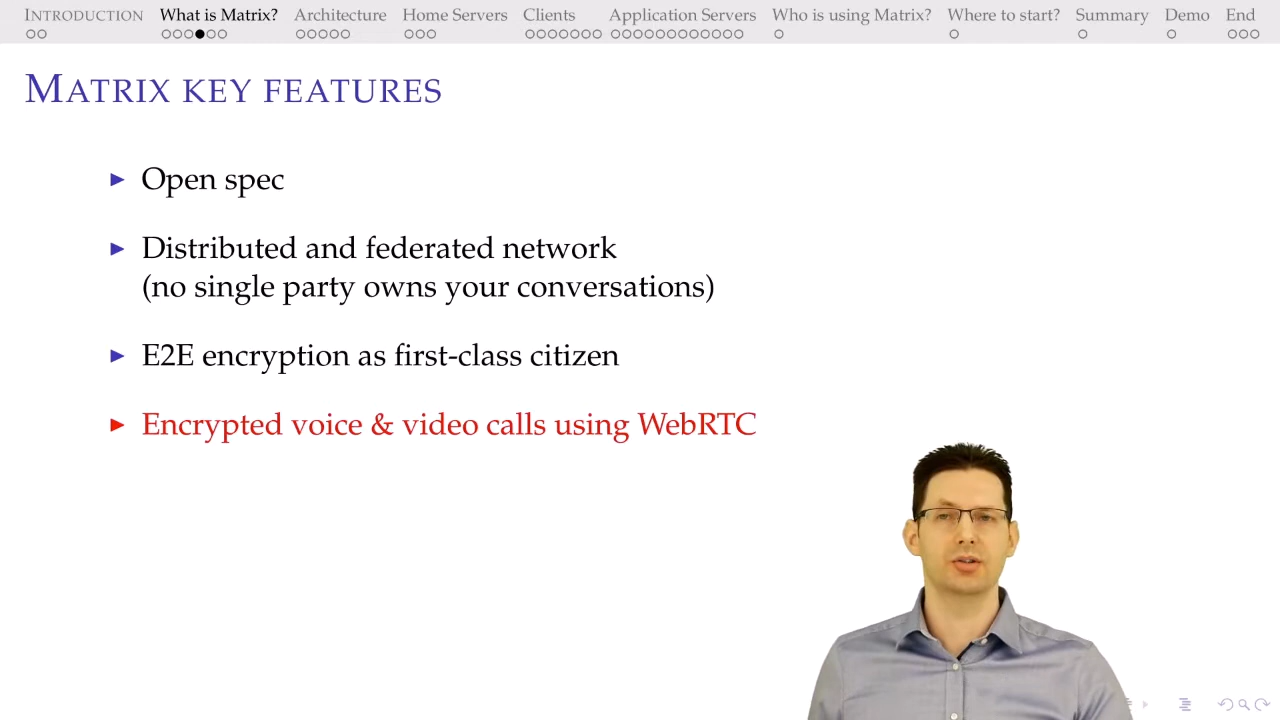 Introduction What is Matrix? Architecture Home Servers Clients Application Servers Who is using Matrix? Where to start? Summary Demo End
Matrix key features
Open spec
Distributed and federated network
(no single party owns your conversations)
E2E encryption as first-class citizen
Encrypted voice & video calls using WebRTC